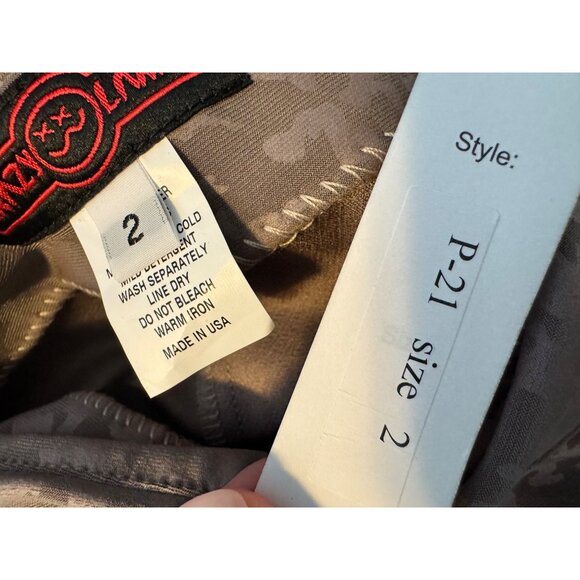 2
COLD
MILD DETERGENT
WASH SEPARATELY
LINE DRY
DO NOT BLEACH
WARM IRON
MADE IN USA
Style:
P-21 size 2